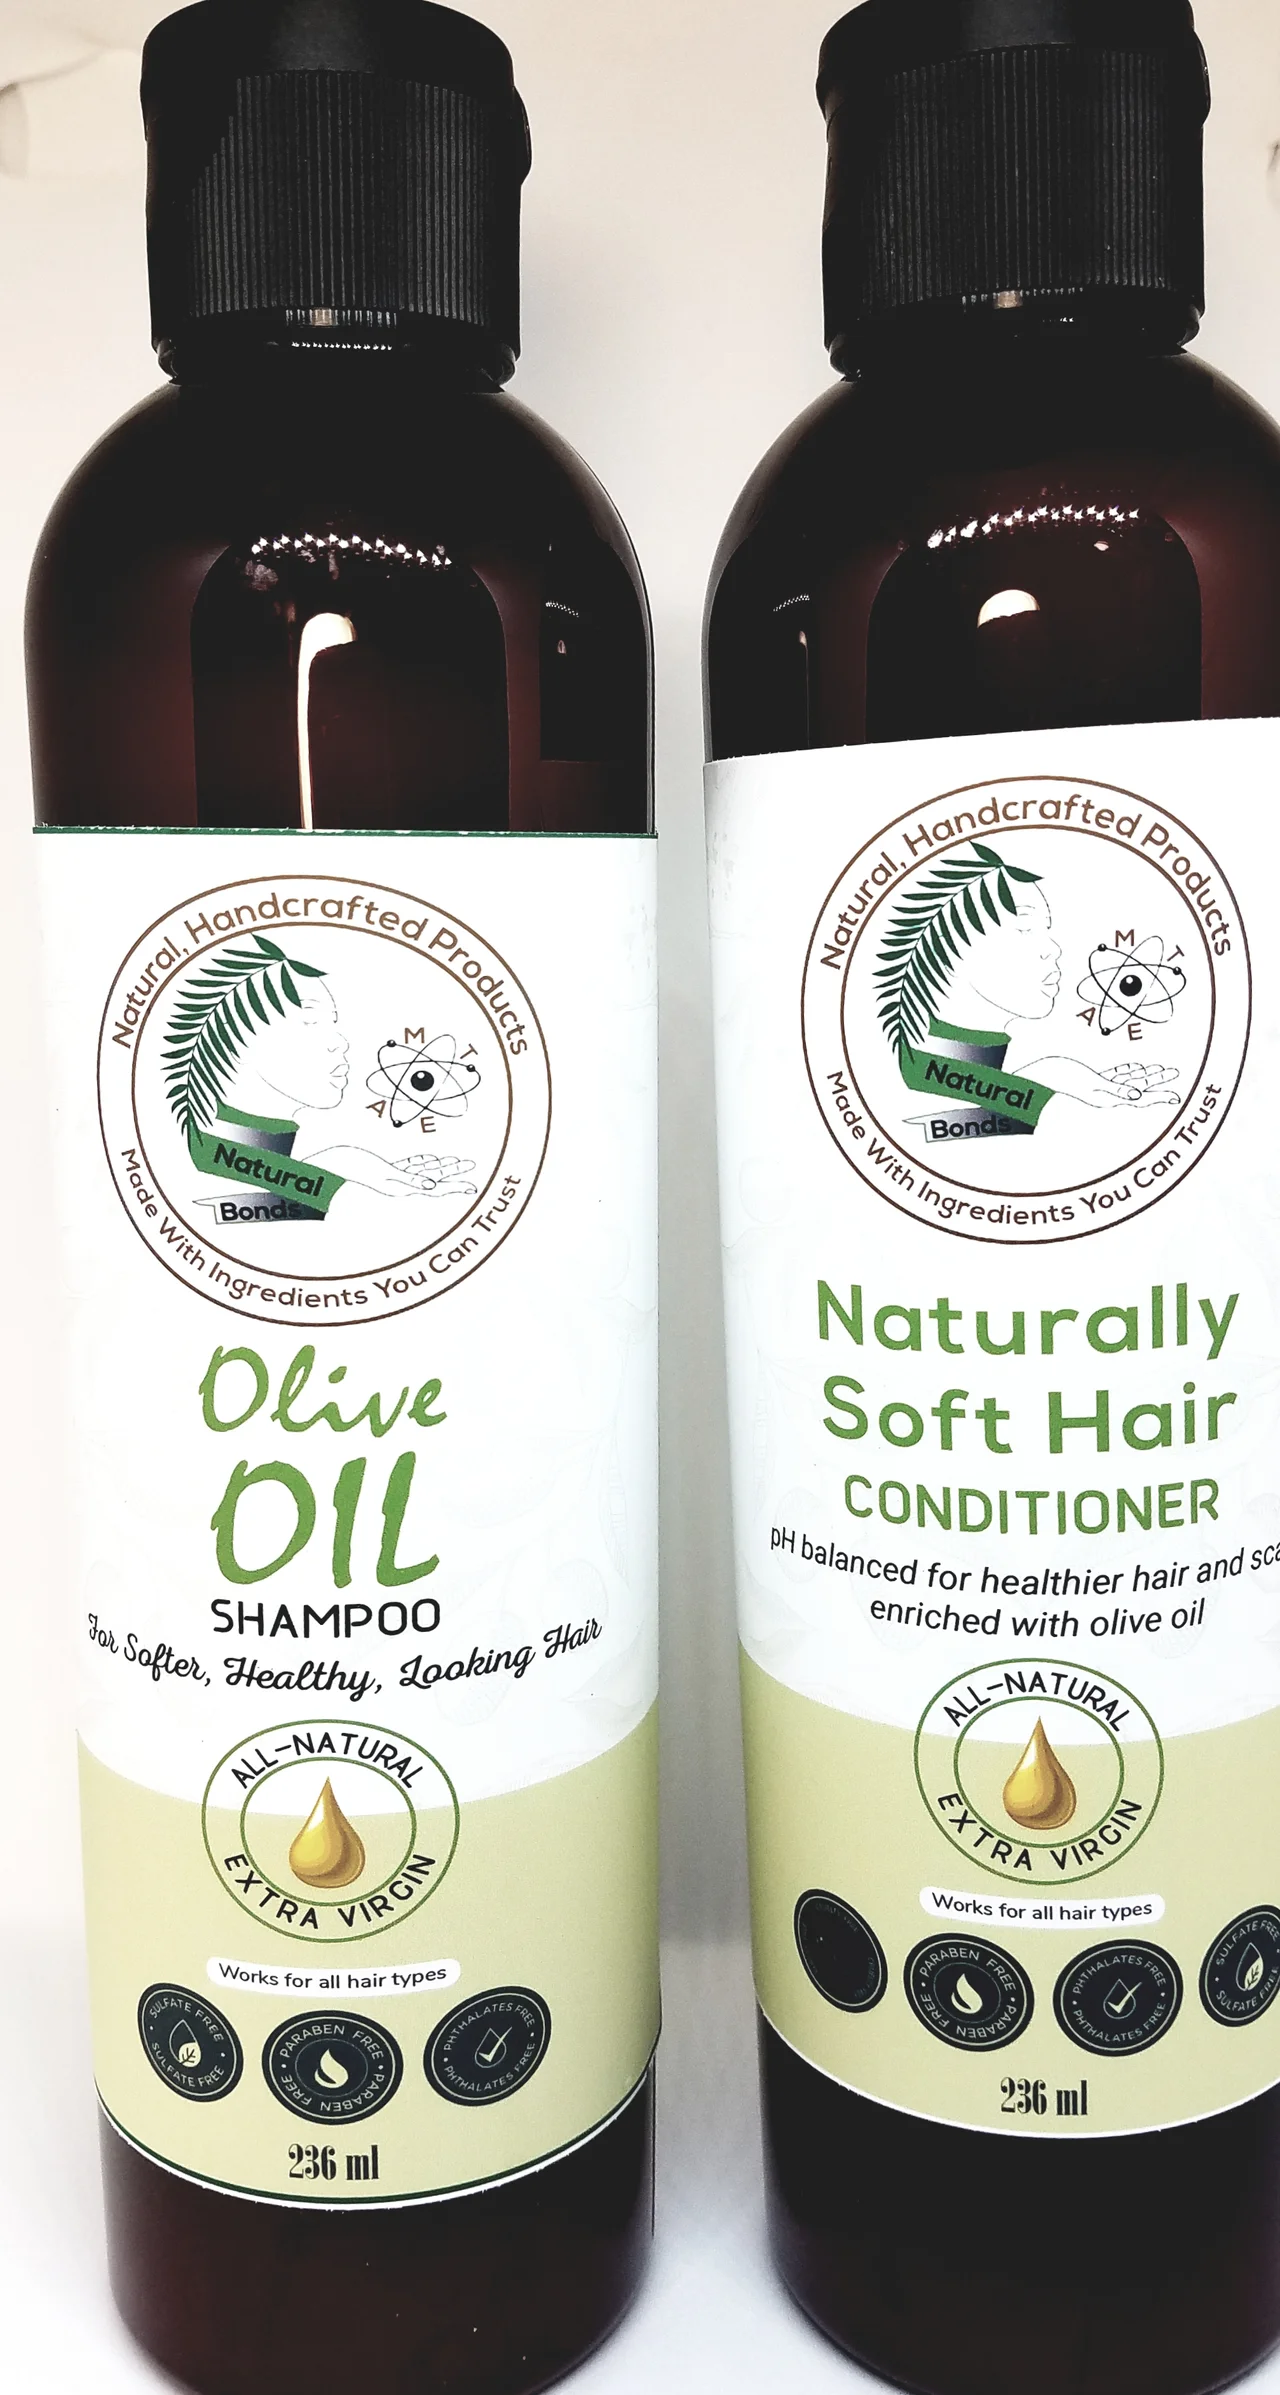 Natural, Handcrafted Products
M
T
A
E
Natural
Bonds
Made With Ingredients You Can Trust
Olive
OIL
SHAMPOO
For Softer, Healthy, Looking Hair
ALL-NATURAL
EXTRA VIRGIN
Works for all hair types
SULFATE FREE
SULFATE FREE
PARABEN FREE
PARABEN FREE
PHTHALATES FREE
PHTHALATES FREE
236 ml
Natural, Handcrafted Products
M
T
A
E
Natural
Bonds
Made With Ingredients You Can Trust
Naturally
Soft Hair
CONDITIONER
pH balanced for healthier hair and
enriched with olive oil
ALL-NATURAL
EXTRA VIRGIN
Works for all hair types
PARABEN FREE
PARABEN FREE
PHTHALATES FREE
PHTHALATES FREE
SULFATE FREE
SULFATE FREE
236 ml